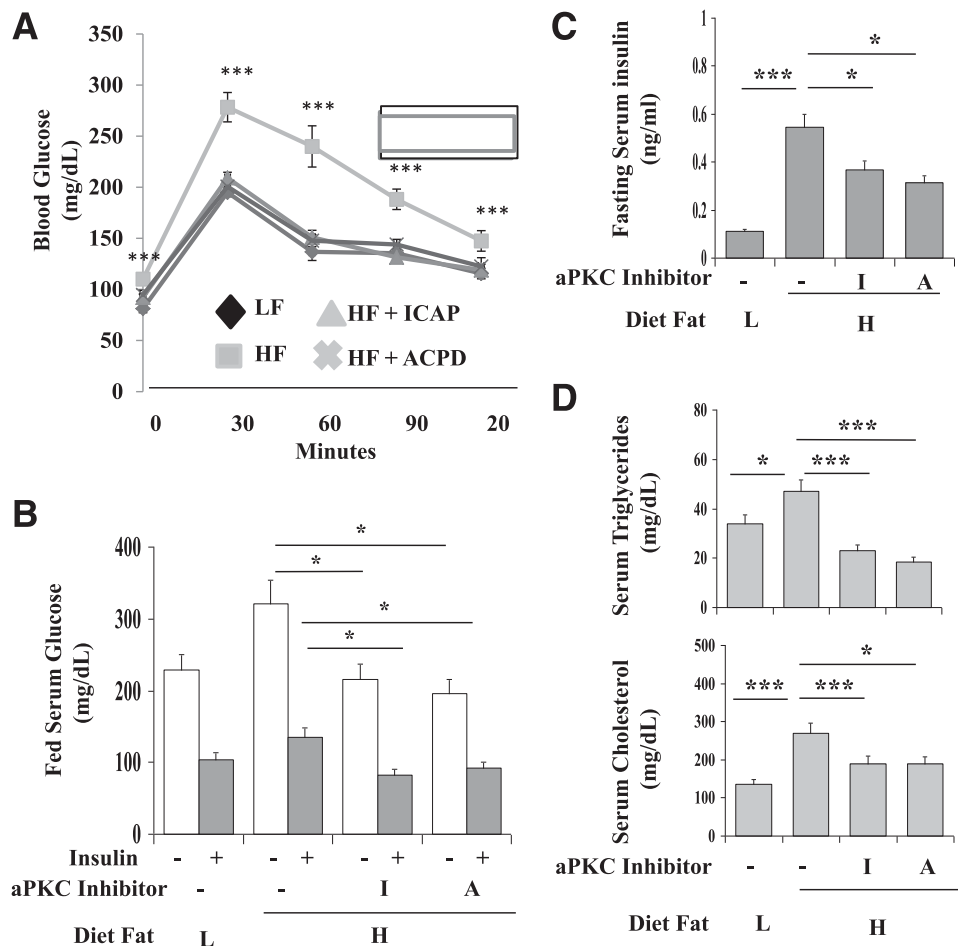 A
350
300
250
200
150
100
50
0
Blood Glucose
(mg/dL)
***
***
***
***
***
LF
HF
HF + ICAP
HF + ACPD
0 30 60 90 20
Minutes
B
400
300
200
100
0
Fed Serum Glucose
(mg/dL)
*
*
*
*
Insulin - + - + - + - +
aPKC Inhibitor - - I A
Diet Fat L H
C
1
0.8
0.6
0.4
0.2
0
Fasting Serum insulin
(ng/ml)
*
***
*
aPKC Inhibitor - - I A
Diet Fat L H
D
80
60
40
20
0
Serum Triglycerides
(mg/dL)
***
*
***
500
400
300
200
100
0
Serum Cholesterol
(mg/dL)
*
***
***
aPKC Inhibitor - - I A
Diet Fat L H